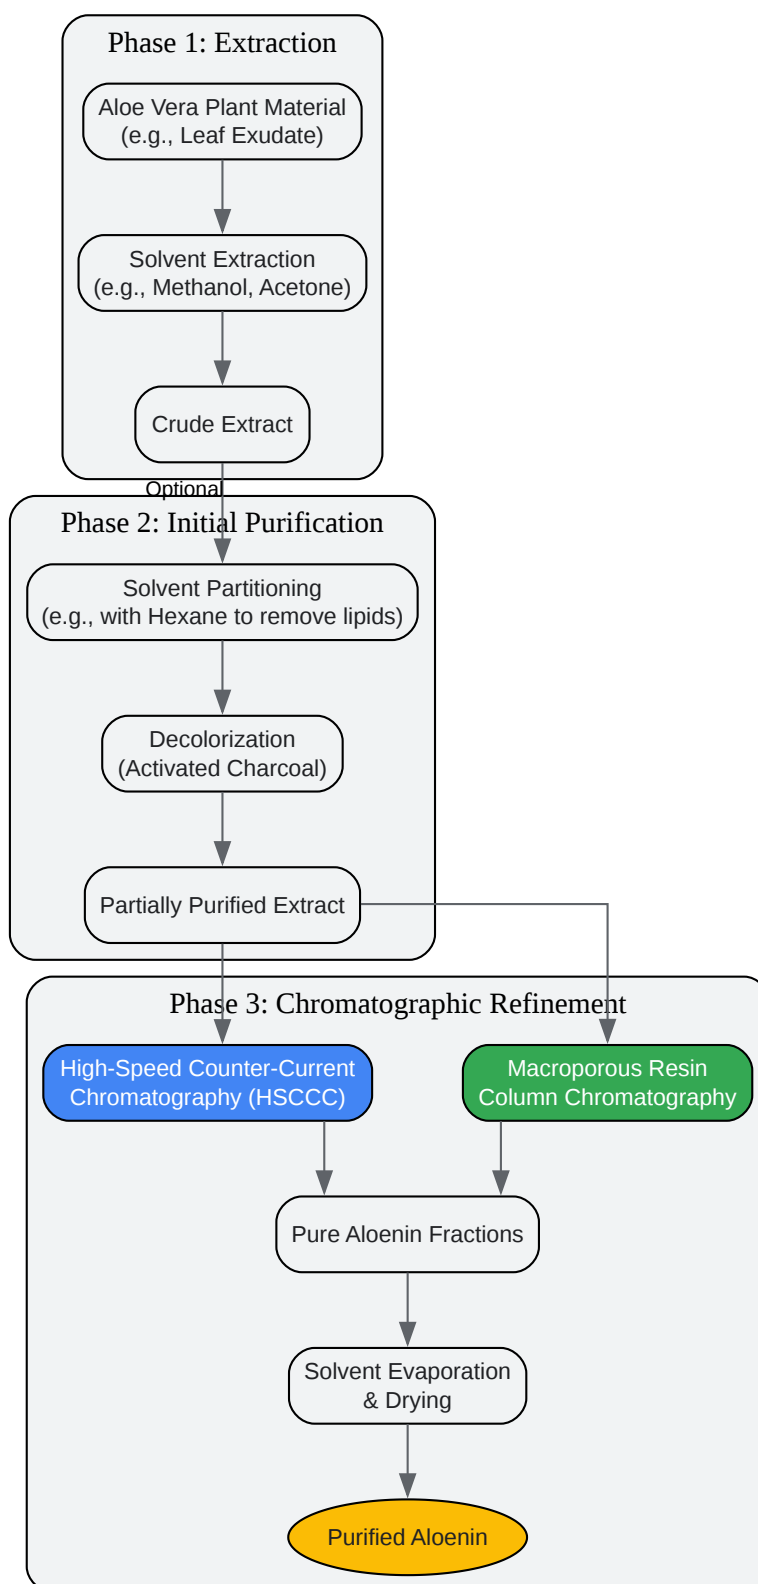 Phase 1: Extraction
Aloe Vera Plant Material
(e.g., Leaf Exudate)
Solvent Extraction
(e.g., Methanol, Acetone)
Crude Extract
Optional
Phase 2: Initial Purification
Solvent Partitioning
(e.g., with Hexane to remove lipids)
Decolorization
(Activated Charcoal)
Partially Purified Extract
Phase 3: Chromatographic Refinement
High-Speed Counter-Current
Chromatography (HSCCC)
Macroporous Resin
Column Chromatography
Pure Aloenin Fractions
Solvent Evaporation
& Drying
Purified Aloenin